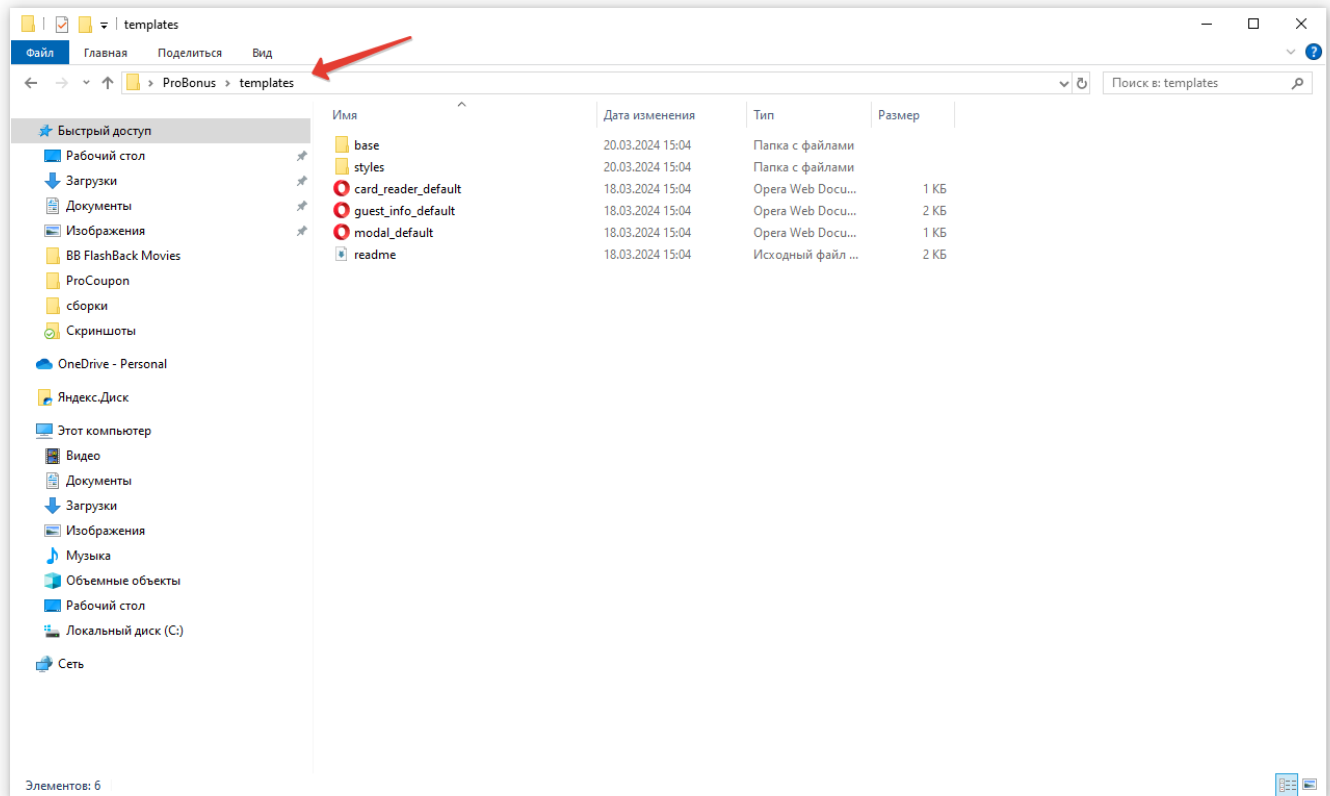 templates
Файл Главная Поделиться Вид
ProBonus templates Поиск в: templates
Имя Дата изменения Тип Размер
Быстрый доступ
Рабочий стол
Загрузки
Документы
Изображения
BB FlashBack Movies
ProCoupon
сборки
Скриншоты
OneDrive - Personal
Яндекс.Диск
Этот компьютер
Видео
Документы
Загрузки
Изображения
Музыка
Объемные объекты
Рабочий стол
Локальный диск (C:)
Сеть
base 20.03.2024 15:04 Папка с файлами
styles 20.03.2024 15:04 Папка с файлами
card_reader_default 18.03.2024 15:04 Opera Web Docu... 1 КБ
guest_info_default 18.03.2024 15:04 Opera Web Docu... 2 КБ
modal_default 18.03.2024 15:04 Opera Web Docu... 1 КБ
readme 18.03.2024 15:04 Исходный файл ... 2 КБ
Элементов: 6